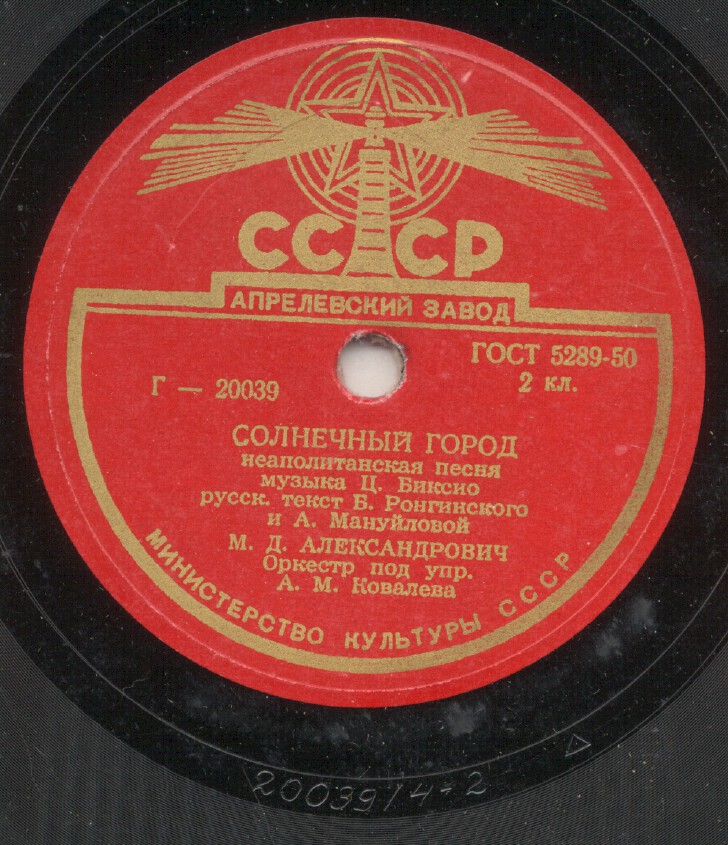 СССР
АПРЕЛЕВСКИЙ ЗАВОД
ГОСТ 5289-50
Г — 20039
2 кл.
СОЛНЕЧНЫЙ ГОРОД
неаполитанская песня
музыка Ц. Биксио
русск. текст Б. Ронгинского
и А. Мануйловой
М. Д. АЛЕКСАНДРОВИЧ
Оркестр под упр.
А. М. Ковалева
МИНИСТЕРСТВО КУЛЬТУРЫ СССР
20039/4-2